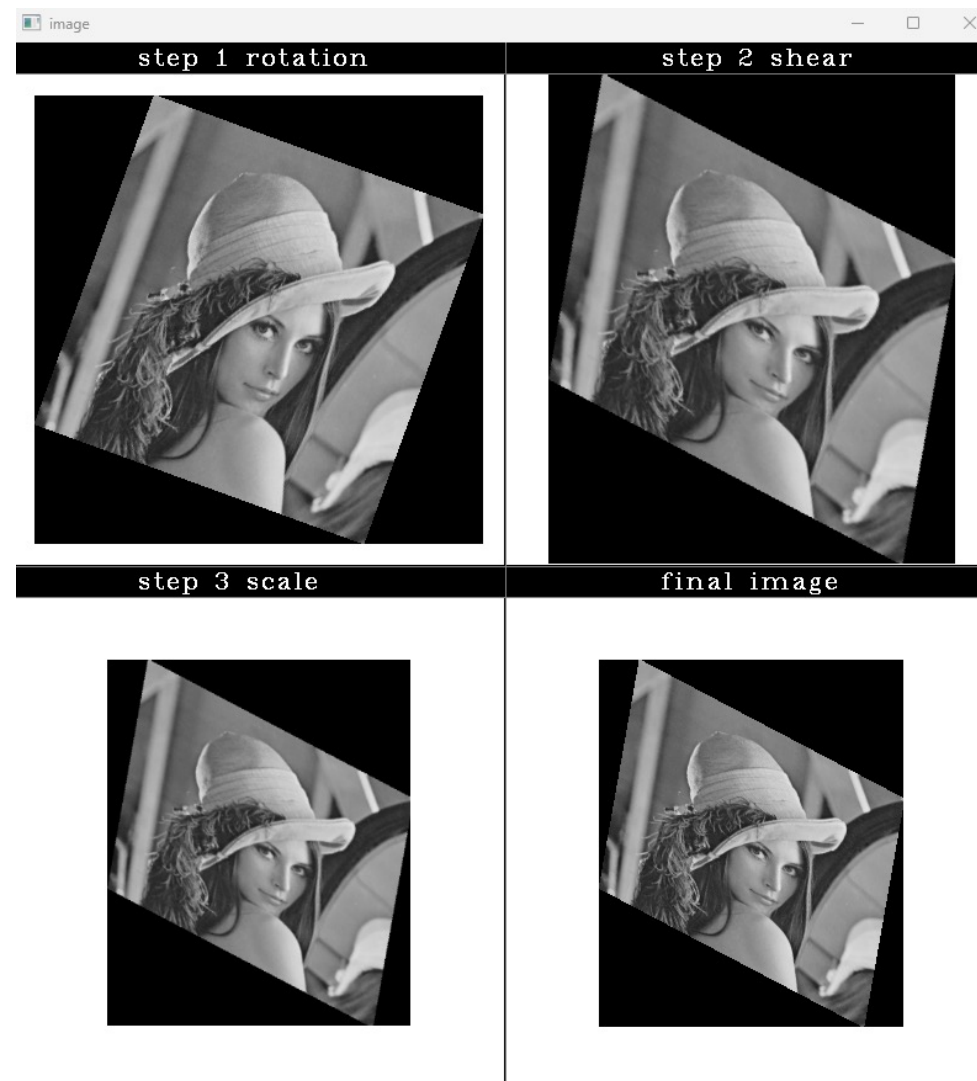 image
step 1 rotation
step 2 shear
step 3 scale
final image